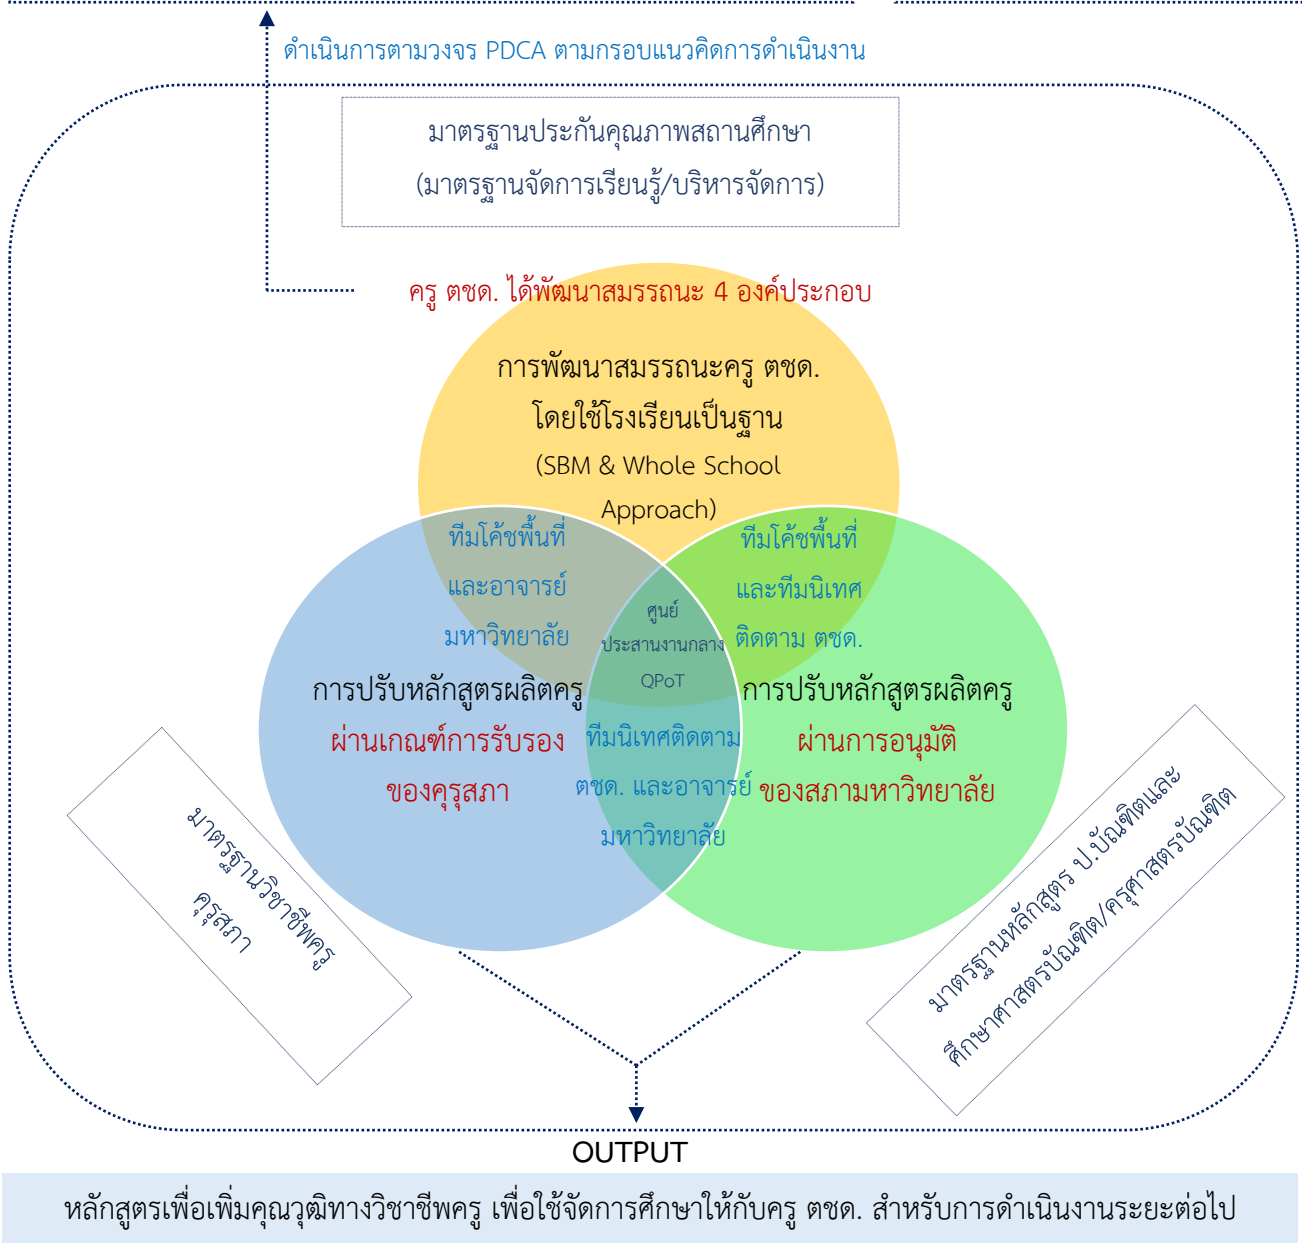 ดำเนินการตามวงจร PDCA ตามกรอบแนวคิดการดำเนินงาน
มาตรฐานประกันคุณภาพสถานศึกษา
(มาตรฐานจัดการเรียนรู้/บริหารจัดการ)
ครู ตชด. ได้พัฒนาสมรรถนะ 4 องค์ประกอบ
การพัฒนาสมรรถนะครู ตชด.
โดยใช้โรงเรียนเป็นฐาน
(SBM & Whole School
Approach)
ทีมโค้ชพื้นที่
และอาจารย์
มหาวิทยาลัย
ทีมโค้ชพื้นที่
และทีมนิเทศ
ติดตาม ตชด.
ศูนย์
ประสานงานกลาง
QPoT
การปรับหลักสูตรผลิตครู
ผ่านเกณฑ์การรับรอง
ของคุรุสภา
ทีมนิเทศติดตาม
ตชด. และอาจารย์
มหาวิทยาลัย
การปรับหลักสูตรผลิตครู
ผ่านการอนุมัติ
ของสภามหาวิทยาลัย
มาตรฐานวิชาชีพครู
คุรุสภา
มาตรฐานหลักสูตร ป.บัณฑิตและ
ศึกษาศาสตรบัณฑิต/ครุศาสตรบัณฑิต
OUTPUT
หลักสูตรเพื่อเพิ่มคุณวุฒิทางวิชาชีพครู เพื่อใช้จัดการศึกษาให้กับครู ตชด. สำหรับการดำเนินงานระยะต่อไป